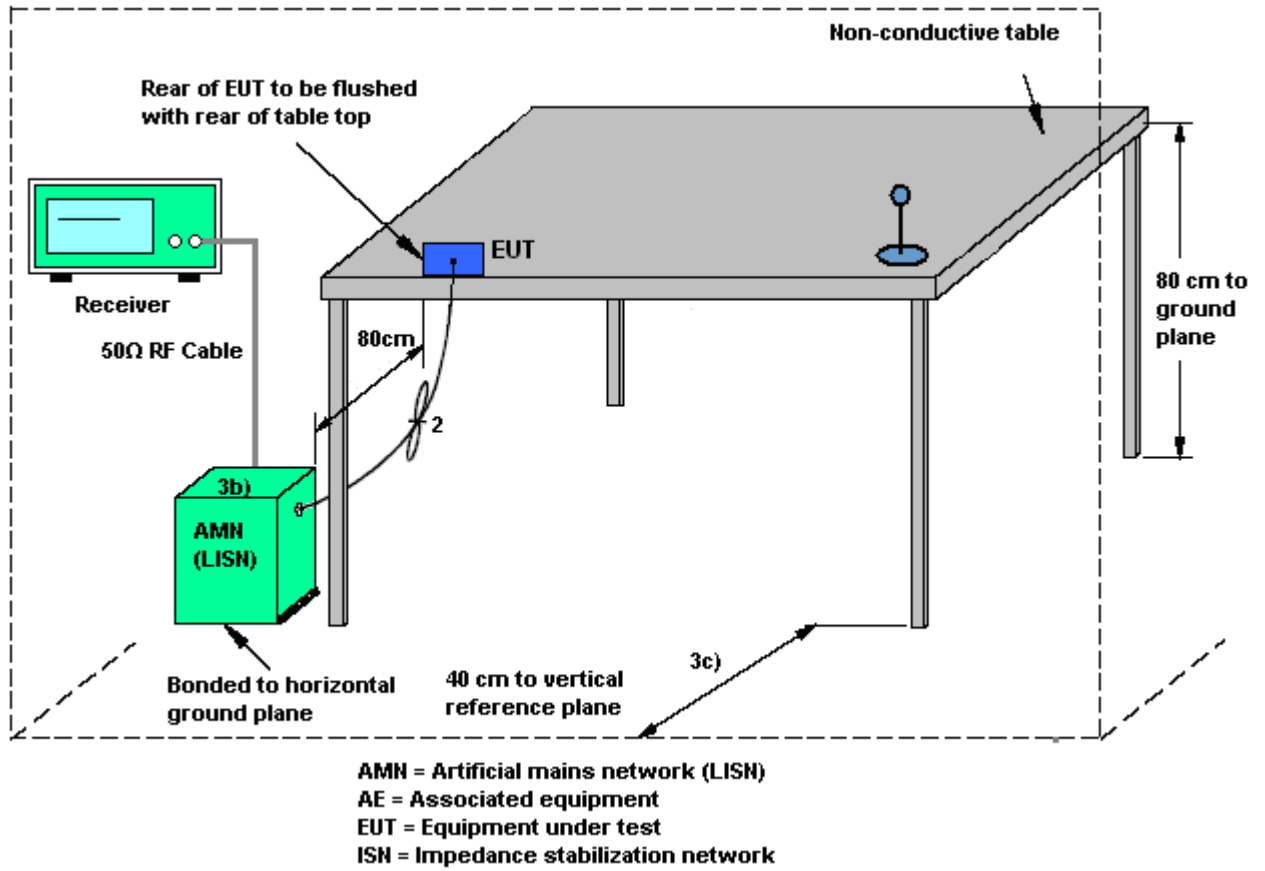 Non-conductive table
Rear of EUT to be flushed
with rear of table top
EUT
Receiver
80 cm to
ground
plane
80cm
50Ω RF Cable
2
3b)
AMN
(LISN)
3c)
Bonded to horizontal
ground plane
40 cm to vertical
reference plane
AMN = Artificial mains network (LISN)
AE = Associated equipment
EUT = Equipment under test
ISN = Impedance stabilization network